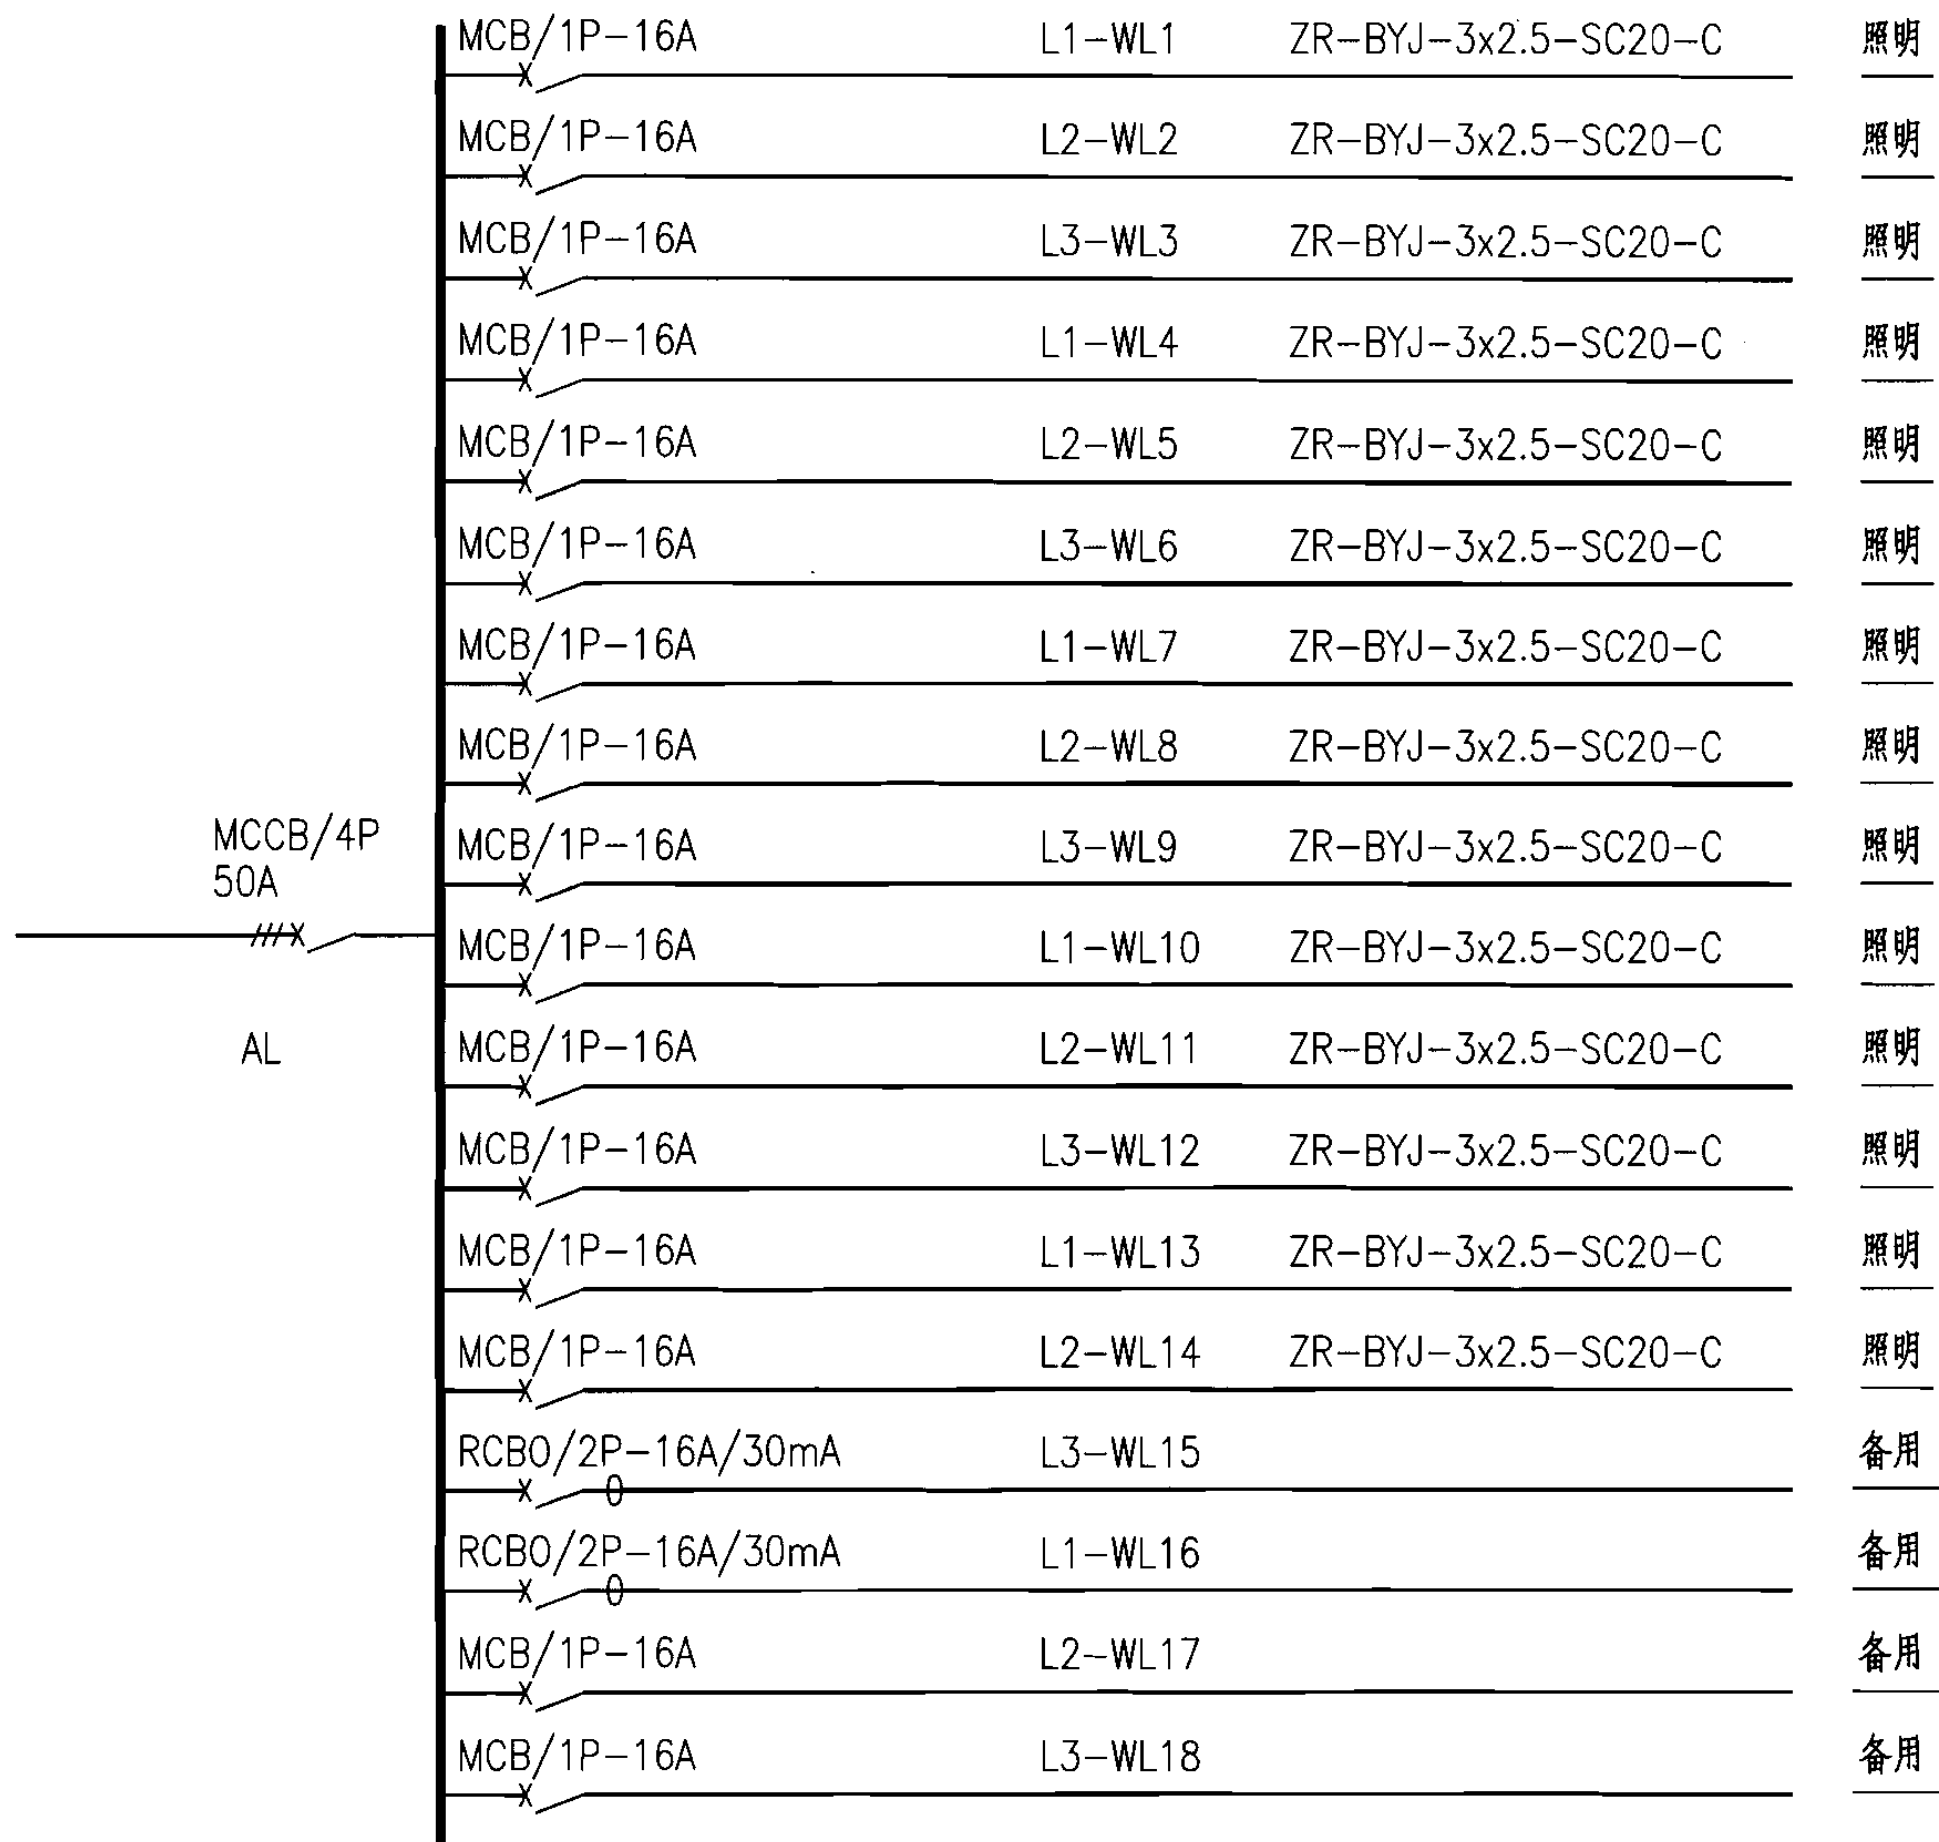 MCB/1P-16A L1-WL1 ZR-BYJ-3x2.5-SC20-C 照明
MCB/1P-16A L2-WL2 ZR-BYJ-3x2.5-SC20-C 照明
MCB/1P-16A L3-WL3 ZR-BYJ-3x2.5-SC20-C 照明
MCB/1P-16A L1-WL4 ZR-BYJ-3x2.5-SC20-C 照明
MCB/1P-16A L2-WL5 ZR-BYJ-3x2.5-SC20-C 照明
MCB/1P-16A L3-WL6 ZR-BYJ-3x2.5-SC20-C 照明
MCB/1P-16A L1-WL7 ZR-BYJ-3x2.5-SC20-C 照明
MCB/1P-16A L2-WL8 ZR-BYJ-3x2.5-SC20-C 照明
MCCB/4P
50A
MCB/1P-16A L3-WL9 ZR-BYJ-3x2.5-SC20-C 照明
MCB/1P-16A L1-WL10 ZR-BYJ-3x2.5-SC20-C 照明
AL
MCB/1P-16A L2-WL11 ZR-BYJ-3x2.5-SC20-C 照明
MCB/1P-16A L3-WL12 ZR-BYJ-3x2.5-SC20-C 照明
MCB/1P-16A L1-WL13 ZR-BYJ-3x2.5-SC20-C 照明
MCB/1P-16A L2-WL14 ZR-BYJ-3x2.5-SC20-C 照明
RCBO/2P-16A/30mA L3-WL15 备用
RCBO/2P-16A/30mA L1-WL16 备用
MCB/1P-16A L2-WL17 备用
MCB/1P-16A L3-WL18 备用